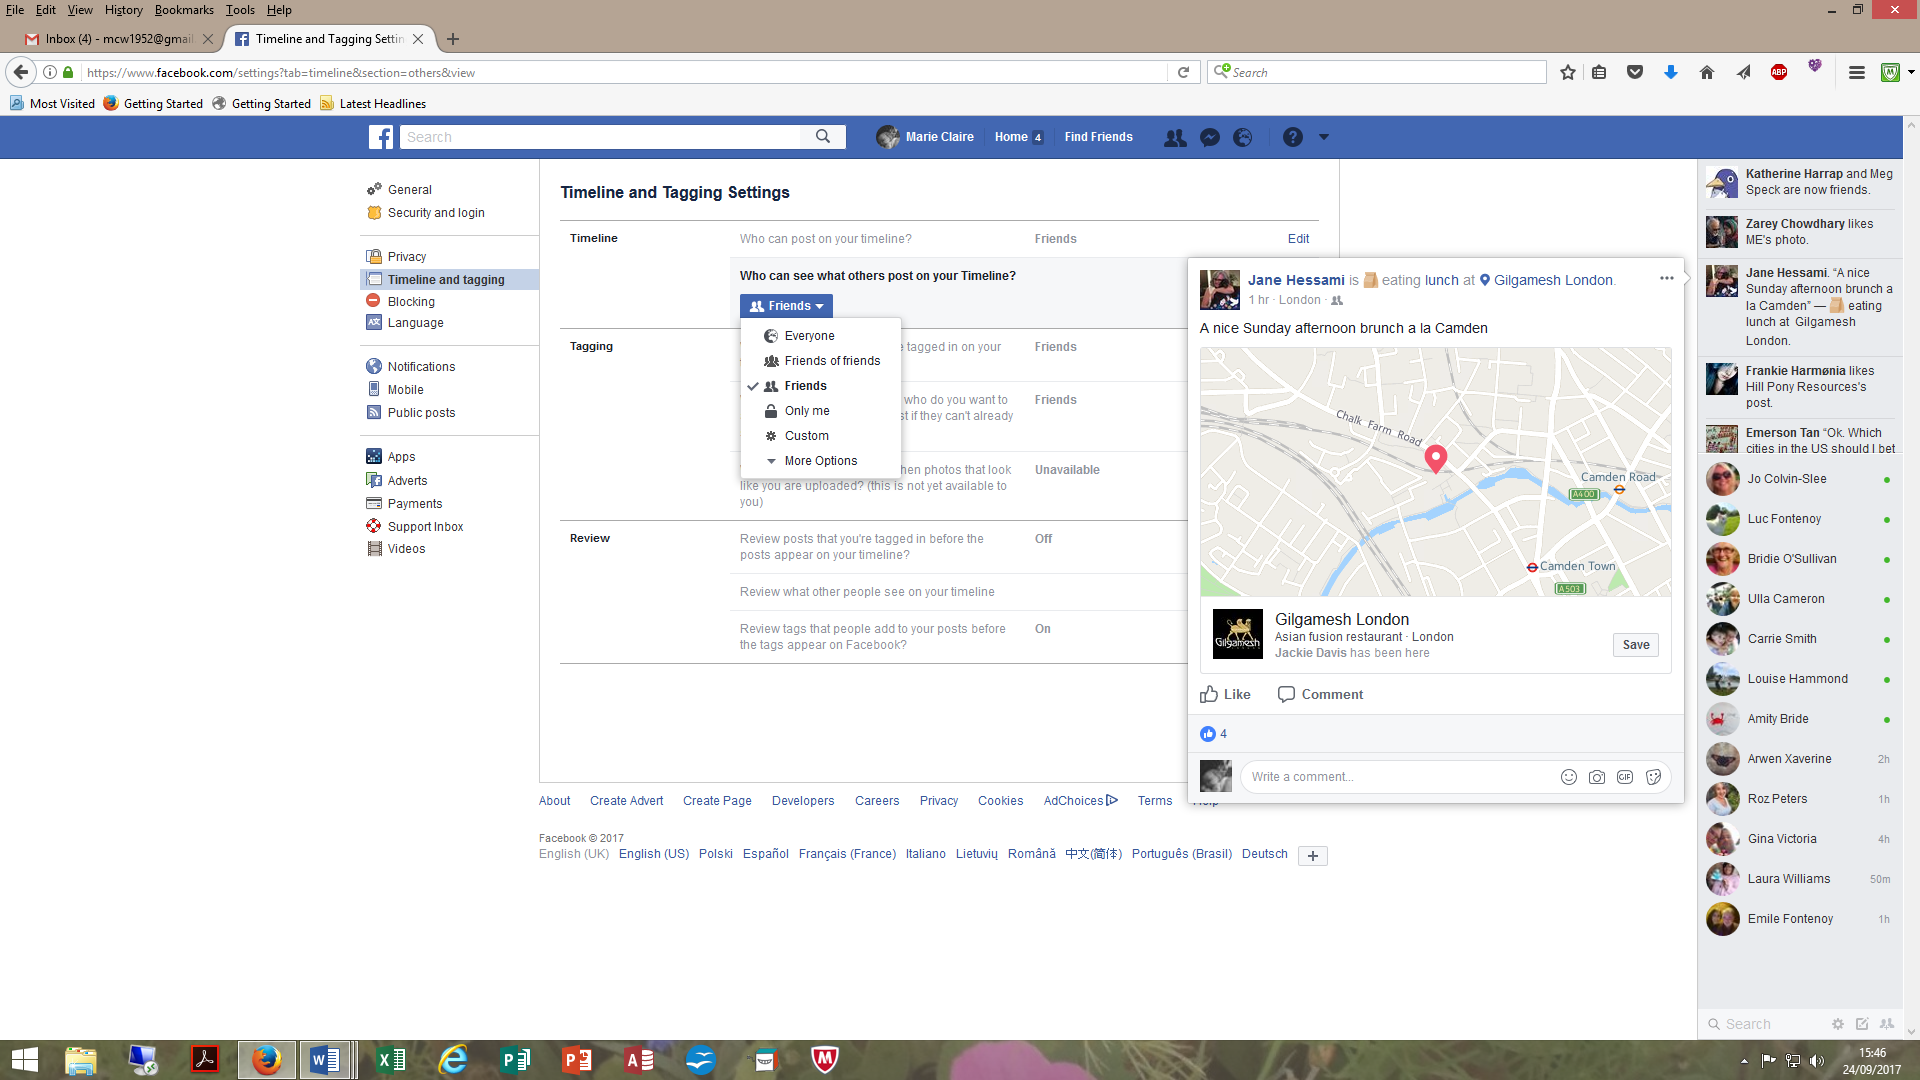 File Edit View History Bookmarks Tools Help
Inbox (4) - mcw1952@gmail.
Timeline and Tagging Settin
https://www.facebook.com/settings?tab=timeline&section=others&view
Search
ABP
Most Visited Getting Started Getting Started Latest Headlines
Search
Marie Claire Home 4 Find Friends
General
Security and login
Privacy
Timeline and tagging
Blocking
Language
Notifications
Mobile
Public posts
Apps
Adverts
Payments
Support Inbox
Videos
Timeline and Tagging Settings
Timeline
Who can post on your timeline? Friends Edit
Who can see what others post on your Timeline?
Friends
Everyone
Friends of friends
Friends
Only me
Custom
More Options
Tagging
e tagged in on your Friends
who do you want to Friends
st if they can't already
hen photos that look Unavailable
like you are uploaded? (this is not yet available to
you)
Review
Review posts that you're tagged in before the Off
posts appear on your timeline?
Review what other people see on your timeline
Review tags that people add to your posts before On
the tags appear on Facebook?
Jane Hessami is eating lunch at Gilgamesh London.
1 hr · London ·
A nice Sunday afternoon brunch a la Camden
Chalk Farm Road
Camden Road
A400
Camden Town
A503
Gilgamesh
Gilgamesh London
Asian fusion restaurant · London
Jackie Davis has been here
Save
Like Comment
4
Write a comment...
GIF
About Create Advert Create Page Developers Careers Privacy Cookies AdChoices Terms Help
Facebook © 2017
English (UK) English (US) Polski Español Français (France) Italiano Lietuvių Română 中文(简体) Português (Brasil) Deutsch
Katherine Harrap and Meg
Speck are now friends.
Zarey Chowdhary likes
ME's photo.
Jane Hessami. “A nice
Sunday afternoon brunch a
la Camden” — eating
lunch at Gilgamesh
London.
Frankie Harmønia likes
Hill Pony Resources's
post.
Emerson Tan “Ok. Which
cities in the US should I bet
Jo Colvin-Slee
Luc Fontenoy
Bridie O'Sullivan
Ulla Cameron
Carrie Smith
Louise Hammond
Amity Bride
Arwen Xaverine 2h
Roz Peters 1h
Gina Victoria 4h
Laura Williams 50m
Emile Fontenoy 1h
Search
15:46
24/09/2017